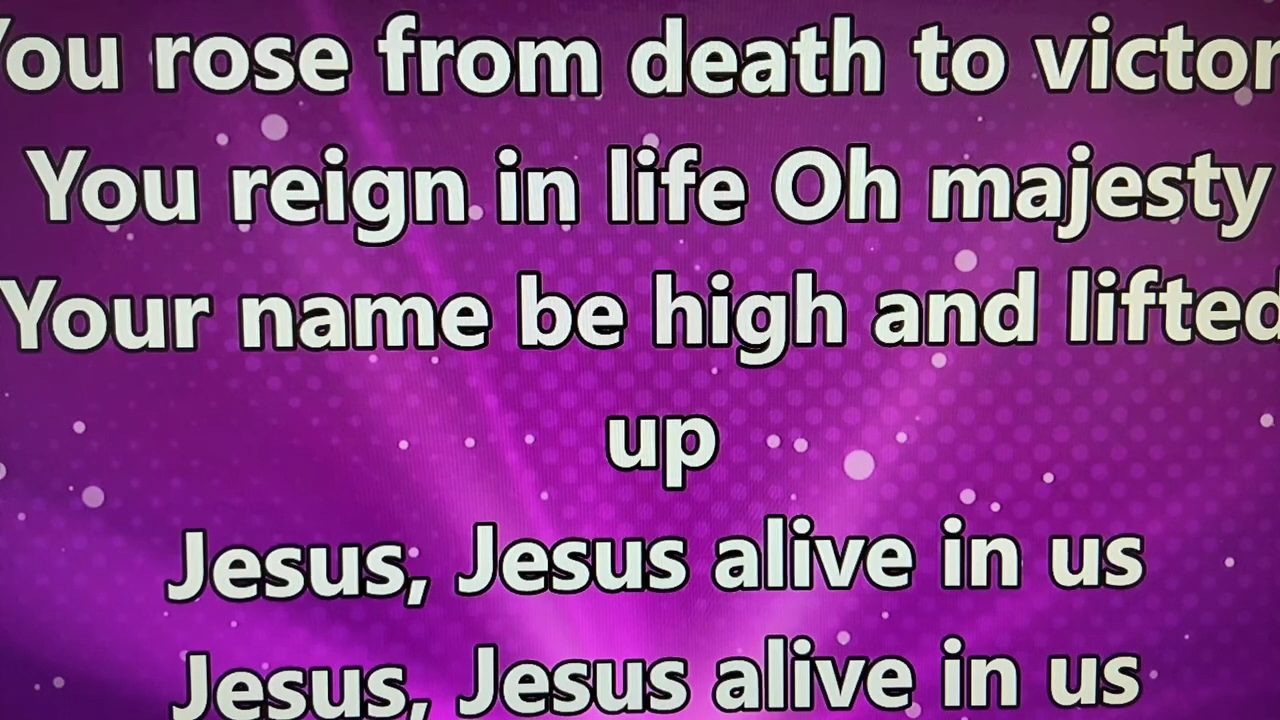 You rose from death to victor
You reign in life Oh majesty
Your name be high and lifted
up
Jesus, Jesus alive in us
Jesus, Jesus alive in us